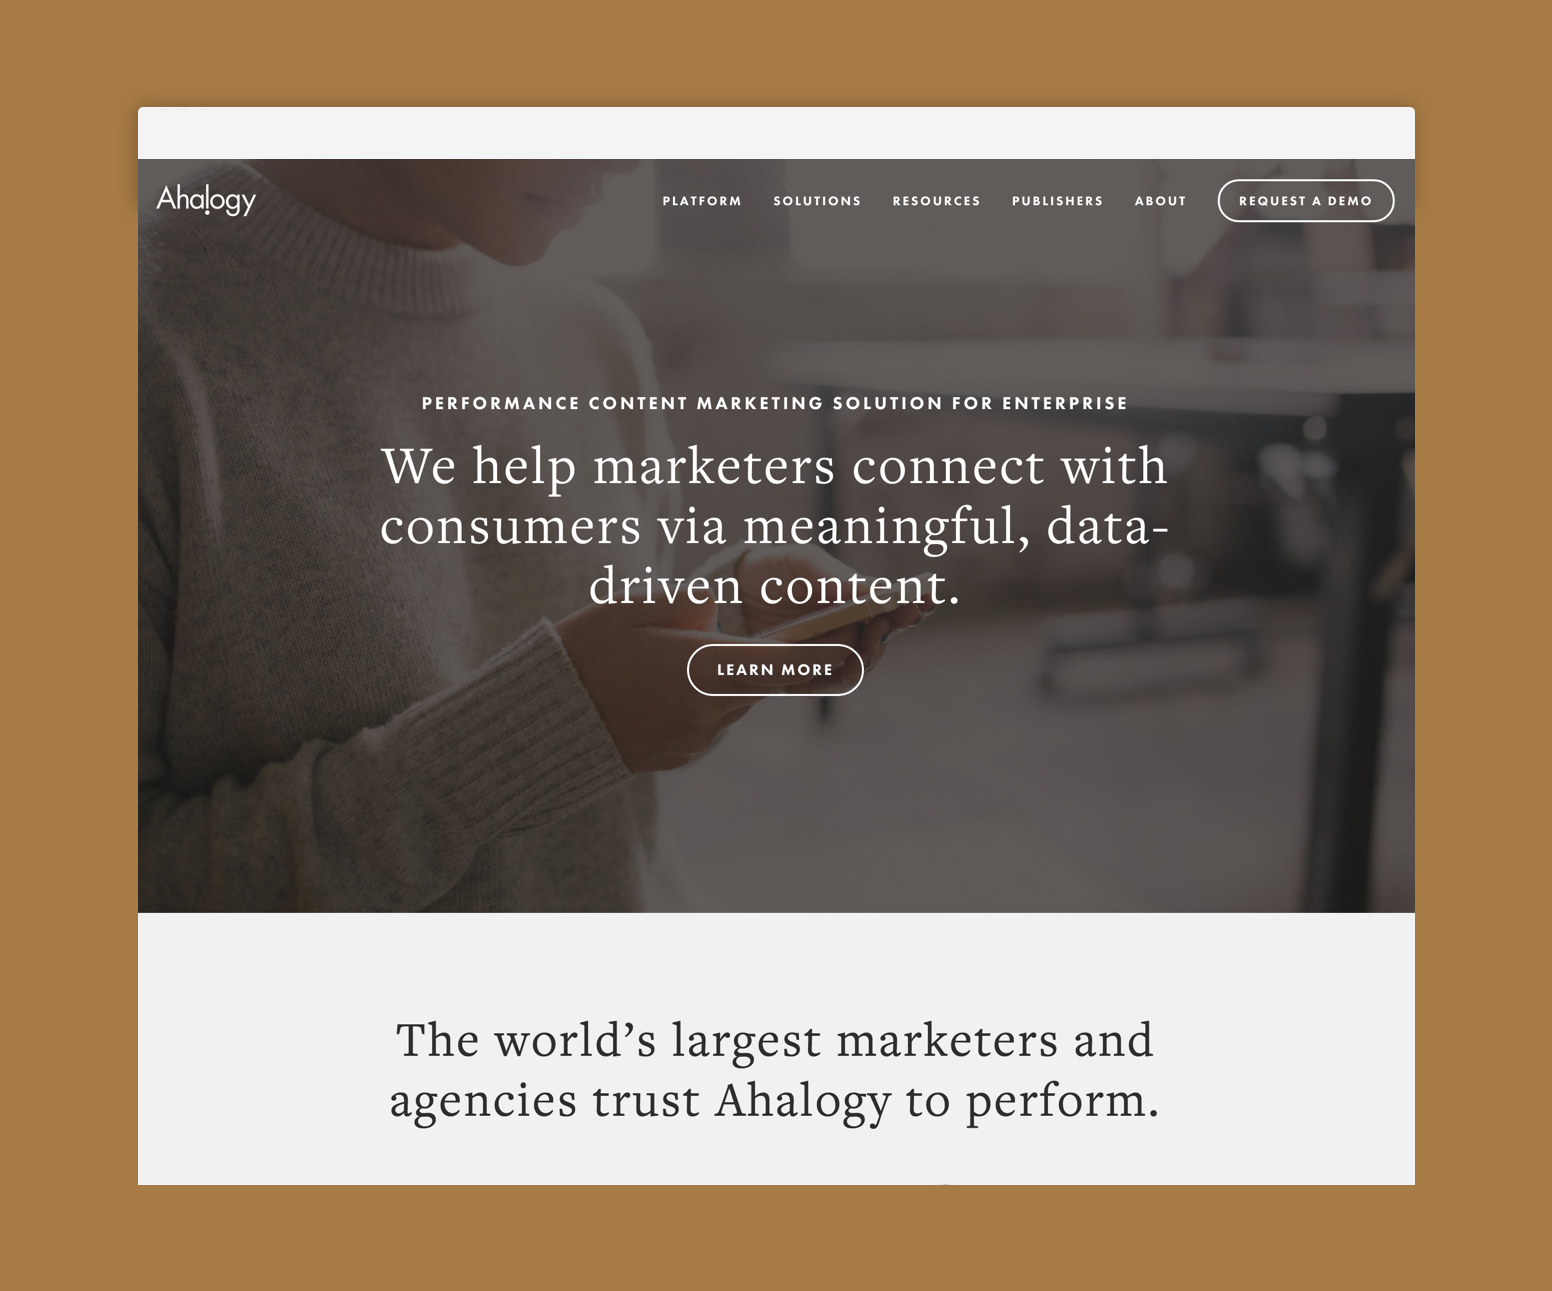 Ahalogy
PLATFORM SOLUTIONS RESOURCES PUBLISHERS ABOUT REQUEST A DEMO
PERFORMANCE CONTENT MARKETING SOLUTION FOR ENTERPRISE
We help marketers connect with
consumers via meaningful, data-
driven content.
LEARN MORE
The world’s largest marketers and
agencies trust Ahalogy to perform.